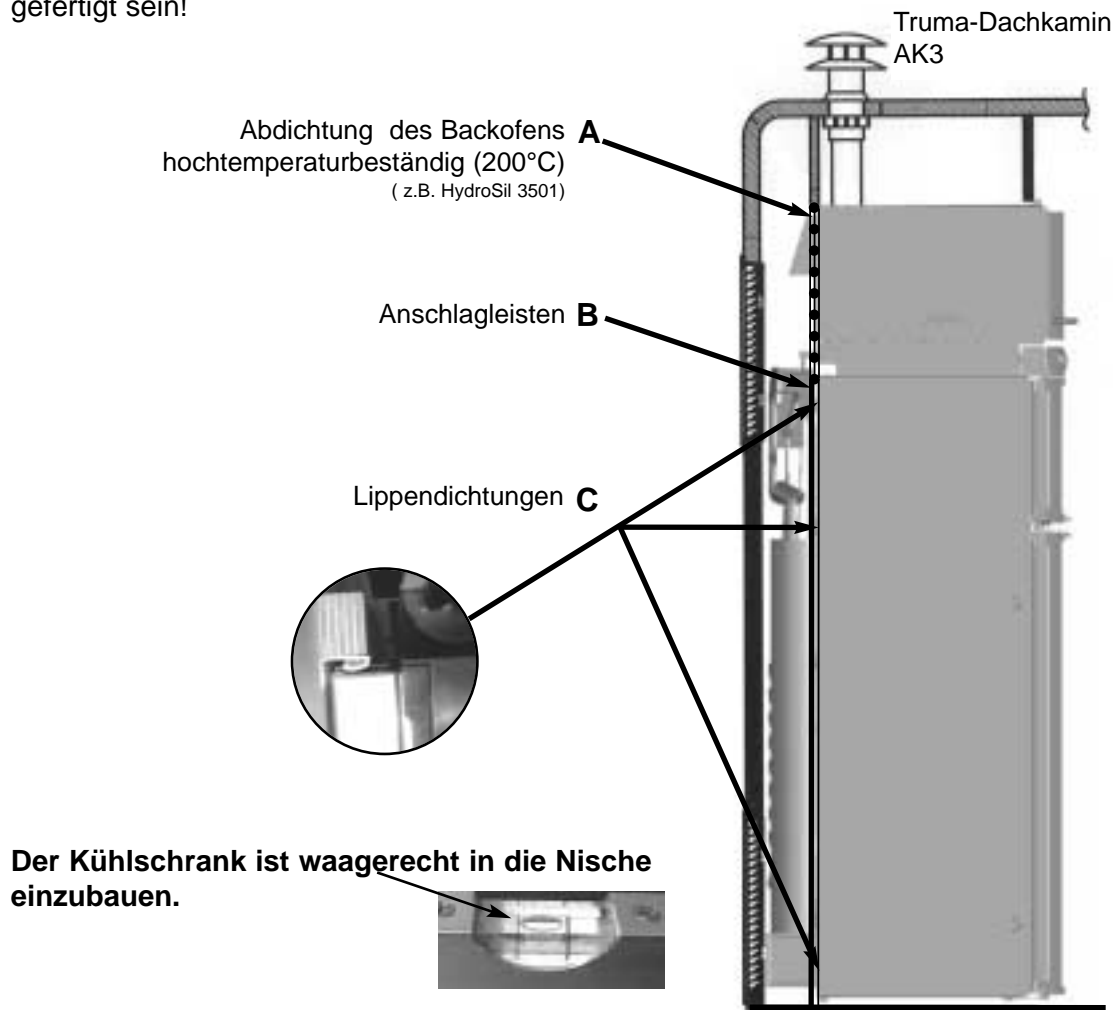 gefertigt sein!
Truma-Dachkamin
AK3
Abdichtung des Backofens A
hochtemperaturbeständig (200°C)
( z.B. HydroSil 3501)
Anschlagleisten B
Lippendichtungen C
Der Kühlschrank ist waagerecht in die Nische
einzubauen.